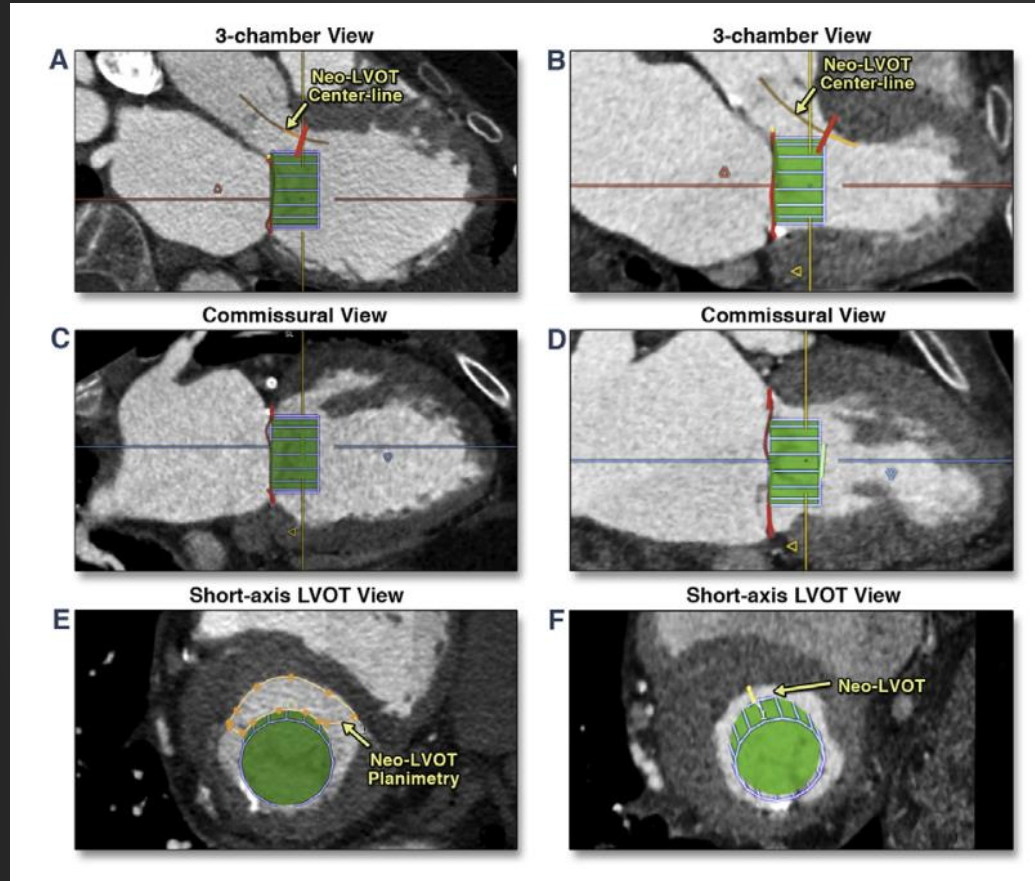 3-chamber View
A
Neo-LVOT
Center-line
3-chamber View
B
Neo-LVOT
Center-line
Commissural View
C
Commissural View
D
Short-axis LVOT View
E
Neo-LVOT
Planimetry
Short-axis LVOT View
F
Neo-LVOT